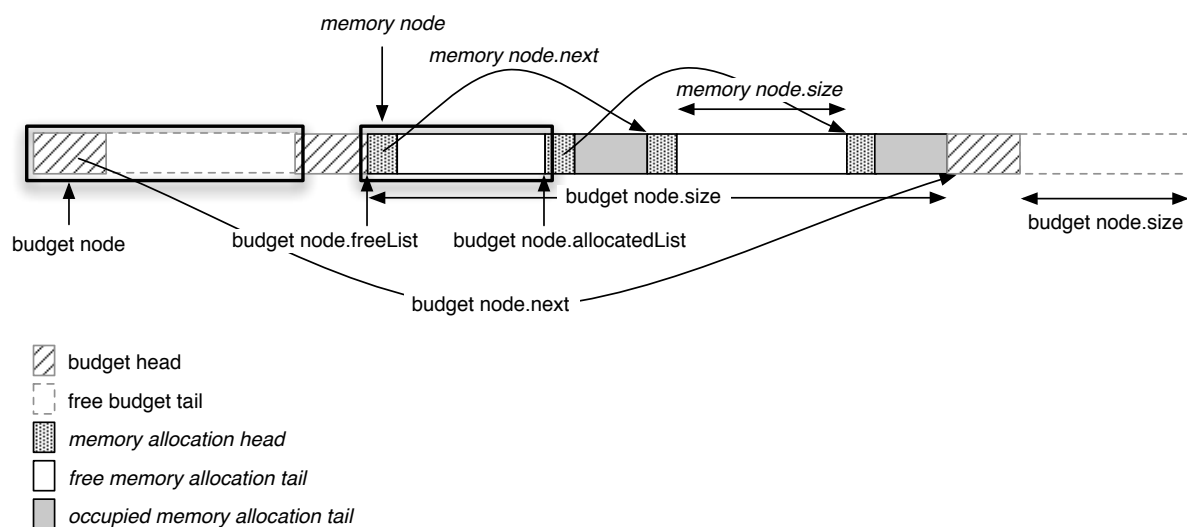 memory node
memory node.next
memory node.size
budget node.size
budget node
budget node.freeList
budget node.allocatedList
budget node.size
budget node.next
budget head
free budget tail
memory allocation head
free memory allocation tail
occupied memory allocation tail